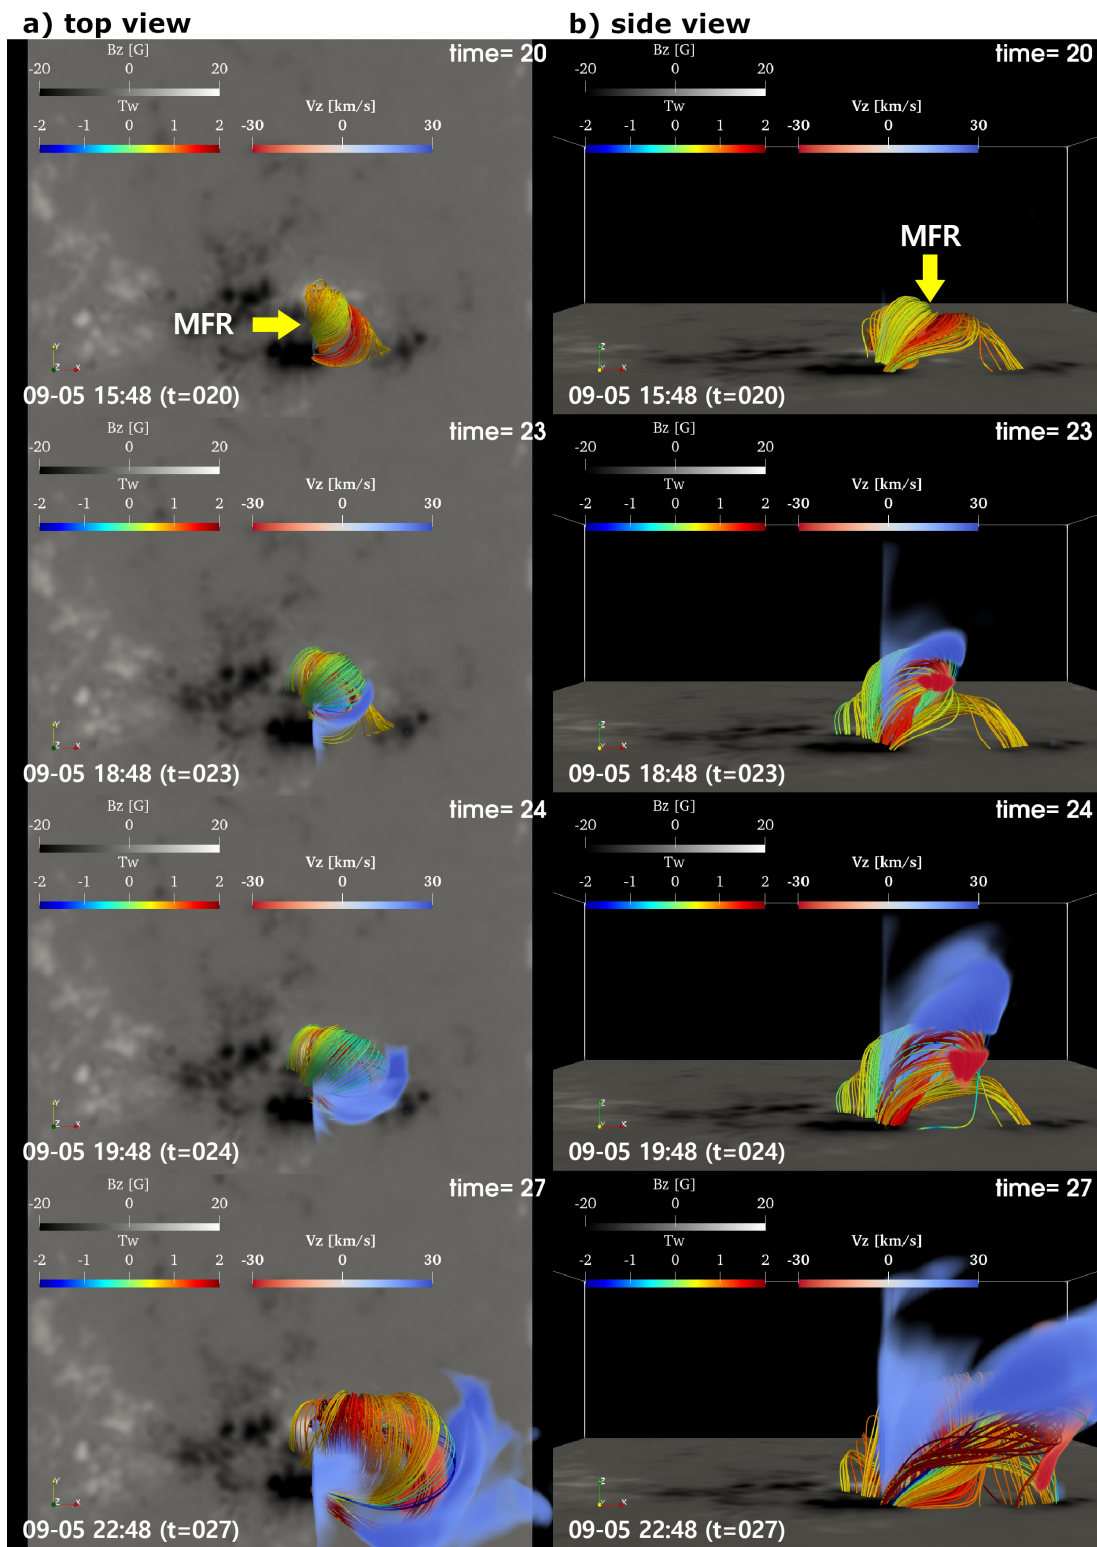 a) top view
b) side view
Bz [G]
time= 20
-20 0 20
Tw Vz [km/s]
-2 -1 0 1 2 -30 0 30
MFR
Y
Z X
09-05 15:48 (t=020)
Bz [G]
time= 20
-20 0 20
Tw Vz [km/s]
-2 -1 0 1 2 -30 0 30
MFR
Z
Y X
09-05 15:48 (t=020)
Bz [G]
time= 23
-20 0 20
Tw Vz [km/s]
-2 -1 0 1 2 -30 0 30
Y
Z X
09-05 18:48 (t=023)
Bz [G]
time= 23
-20 0 20
Tw Vz [km/s]
-2 -1 0 1 2 -30 0 30
Z
Y X
09-05 18:48 (t=023)
Bz [G]
time= 24
-20 0 20
Tw Vz [km/s]
-2 -1 0 1 2 -30 0 30
Y
Z X
09-05 19:48 (t=024)
Bz [G]
time= 24
-20 0 20
Tw Vz [km/s]
-2 -1 0 1 2 -30 0 30
Z
Y X
09-05 19:48 (t=024)
Bz [G]
time= 27
-20 0 20
Tw Vz [km/s]
-2 -1 0 1 2 -30 0 30
Y
Z X
09-05 22:48 (t=027)
Bz [G]
time= 27
-20 0 20
Tw Vz [km/s]
-2 -1 0 1 2 -30 0 30
Z
Y X
09-05 22:48 (t=027)